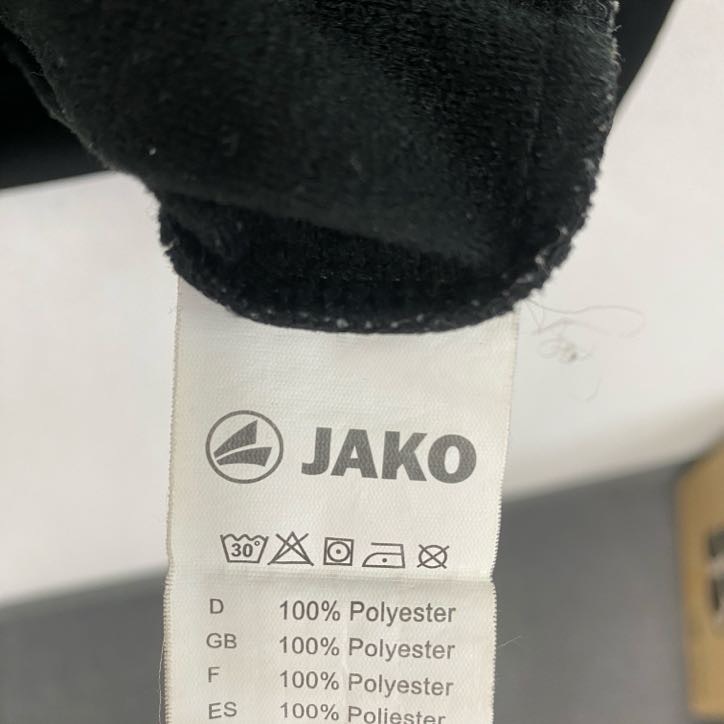 JAKO
30°
D 100% Polyester
GB 100% Polyester
F 100% Polyester
ES 100% Poliester